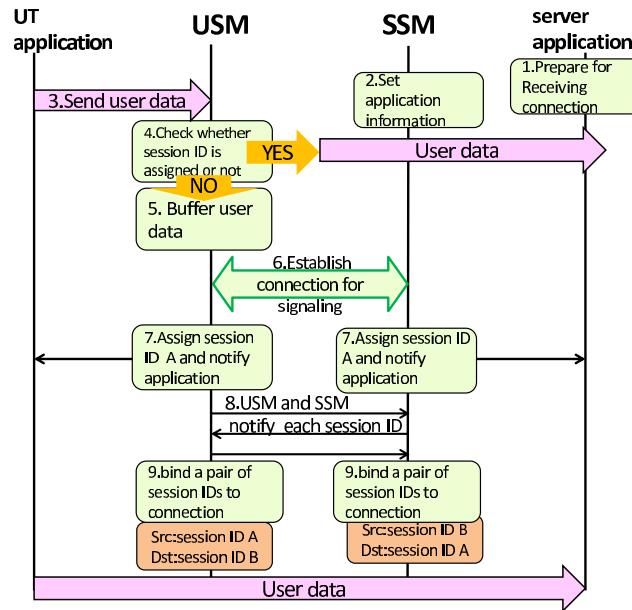 UT
application
USM
SSM
server
application
1.Prepare for
Receiving
connection
2.Set
application
information
3.Send user data
4.Check whether
session ID is
assigned or not
YES
User data
NO
5. Buffer user
data
6.Establish
connection for
signaling
7.Assign session
ID A and notify
application
7.Assign session ID
A and notify
application
8.USM and SSM
notify each session ID
9.bind a pair of
session IDs to
connection
9.bind a pair of
session IDs to
connection
Src:session ID A
Dst:session ID B
Src:session ID B
Dst:session ID A
User data